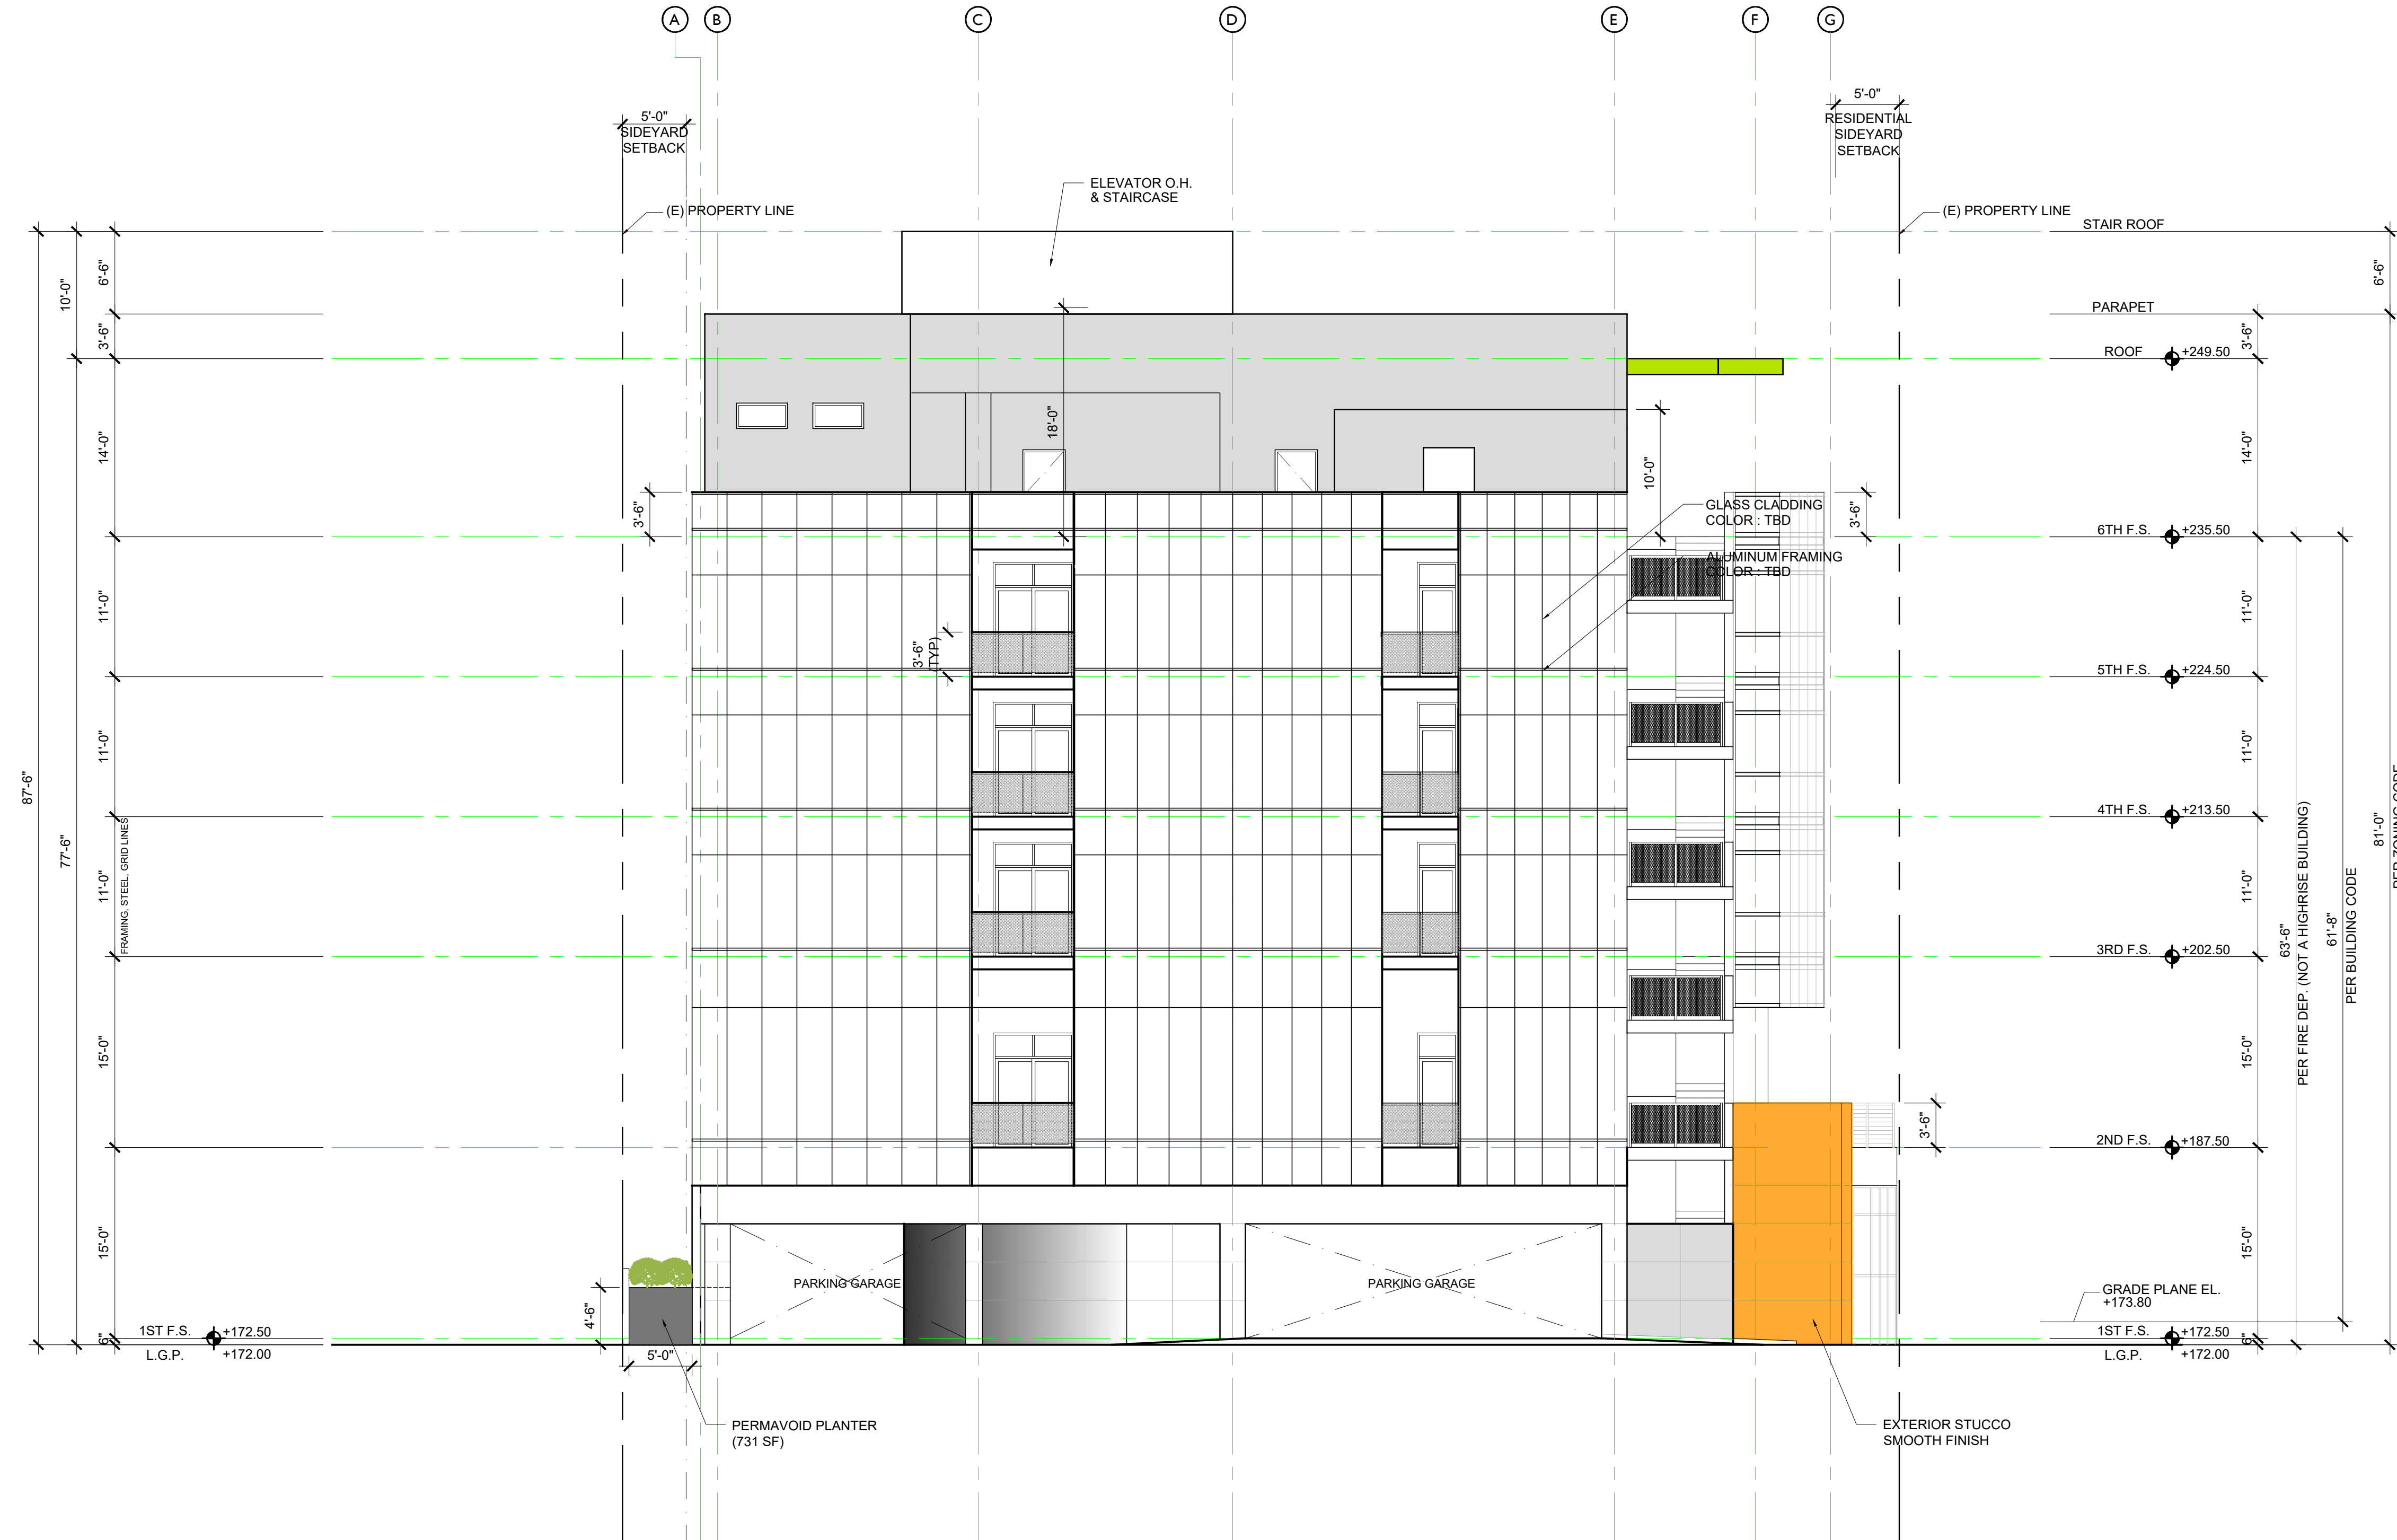 A
B
C
D
E
F
G
5'-0"
SIDEYARD
SETBACK
5'-0"
RESIDENTIAL
SIDEYARD
SETBACK
ELEVATOR O.H.
& STAIRCASE
(E) PROPERTY LINE
(E) PROPERTY LINE
STAIR ROOF
6'-6"
10'-0"
6'-6"
PARAPET
3'-6"
3'-6"
ROOF +249.50
14'-0"
18'-0"
10'-0"
14'-0"
3'-6"
GLASS CLADDING
COLOR : TBD
3'-6"
6TH F.S. +235.50
ALUMINUM FRAMING
COLOR : TBD
11'-0"
11'-0"
3'-6"
(TYP.)
5TH F.S. +224.50
11'-0"
11'-0"
87'-6"
77'-6"
4TH F.S. +213.50
81'-0"
11'-0"
FRAMING, STEEL, GRID LINES
11'-0"
63'-6"
PER FIRE DEP. (NOT A HIGHRISE BUILDING)
61'-8"
PER BUILDING CODE
3RD F.S. +202.50
15'-0"
15'-0"
3'-6"
2ND F.S. +187.50
15'-0"
15'-0"
PARKING GARAGE
PARKING GARAGE
GRADE PLANE EL.
+173.80
4'-6"
1ST F.S. +172.50
6"
L.G.P. +172.00
1ST F.S. +172.50
6"
L.G.P. +172.00
5'-0"
PERMAVOID PLANTER
(731 SF)
EXTERIOR STUCCO
SMOOTH FINISH